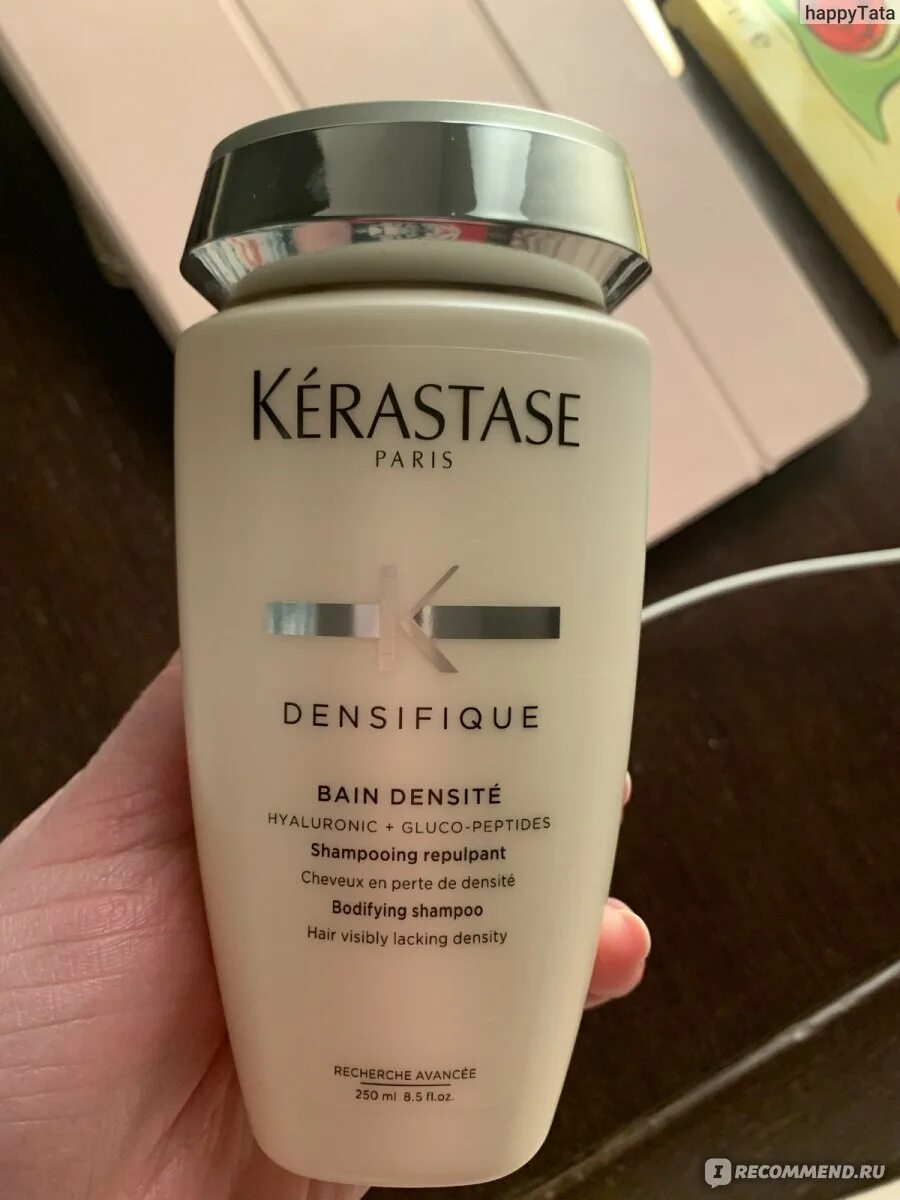 happyTata
KÉRASTASE
PARIS
DENSIFIQUE
BAIN DENSITÉ
HYALURONIC + GLUCO-PEPTIDES
Shampooing repulpant
Cheveux en perte de densité
Bodifying shampoo
Hair visibly lacking density
RECHERCHE AVANCÉE
250 ml 8.5 fl.oz.
IRECOMMEND.RU